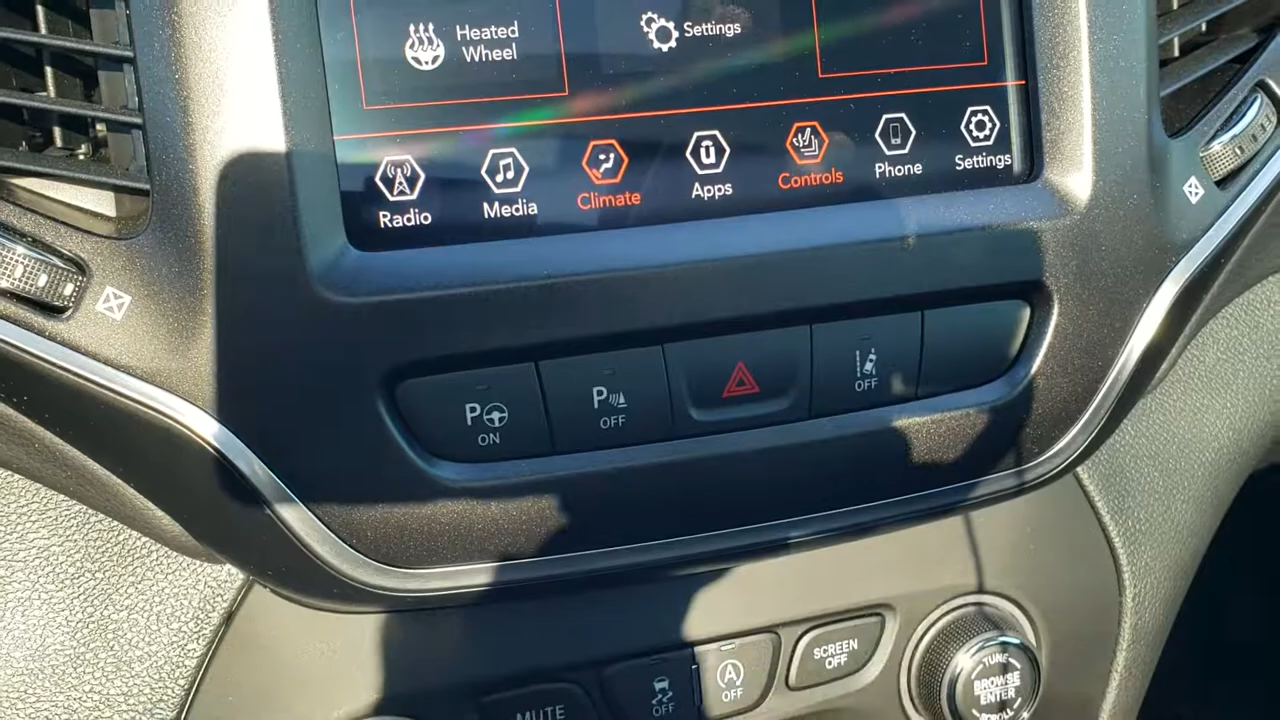 Heated
Wheel
Settings
Radio
Media
Climate
Apps
Controls
Phone
Settings
P
ON
P
OFF
OFF
MUTE
OFF
A
OFF
SCREEN
OFF
TUNE
BROWSE
ENTER
SCROLL